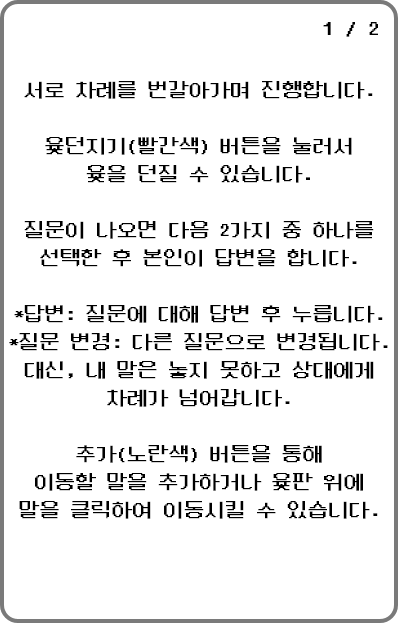 1 / 2
서로 차례를 번갈아가며 진행합니다.
윷던지기(빨간색) 버튼을 눌러서
윷을 던질 수 있습니다.
질문이 나오면 다음 2가지 중 하나를
선택한 후 본인이 답변을 합니다.
*답변: 질문에 대해 답변 후 누릅니다.
*질문 변경: 다른 질문으로 변경됩니다.
대신, 내 말은 놓지 못하고 상대에게
차례가 넘어갑니다.
추가(노란색) 버튼을 통해
이동할 말을 추가하거나 윷판 위에
말을 클릭하여 이동시킬 수 있습니다.